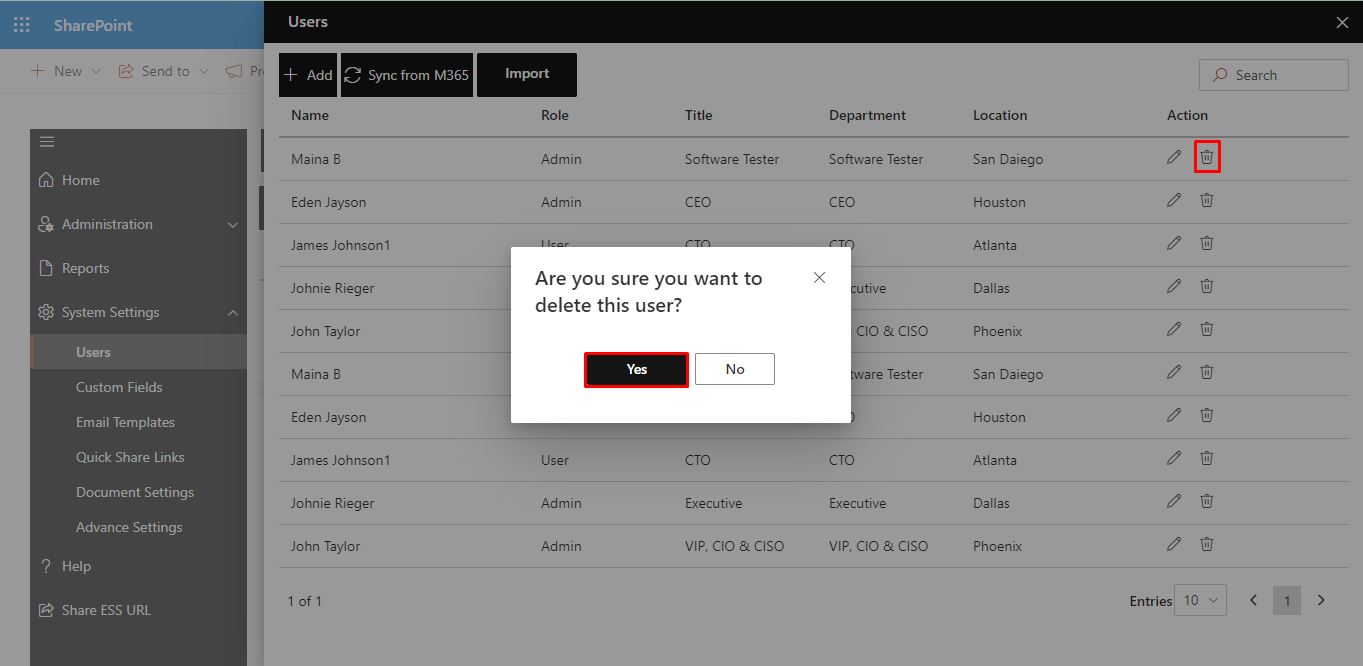 SharePoint
Users
New
Send to
Add
Sync from M365
Import
Search
Name Role Title Department Location Action
Maina B Admin Software Tester Software Tester San Daiego
Eden Jayson Admin CEO CEO Houston
James Johnson1 User CTO CTO Atlanta
Johnie Rieger Dallas
John Taylor CIO & CISO Phoenix
Maina B Tester San Daiego
Eden Jayson Houston
James Johnson1 User CTO CTO Atlanta
Johnie Rieger Admin Executive Executive Dallas
John Taylor Admin VIP, CIO & CISO VIP, CIO & CISO Phoenix
1 of 1
Entries 10 1
Home
Administration
Reports
System Settings
Users
Custom Fields
Email Templates
Quick Share Links
Document Settings
Advance Settings
Help
Share ESS URL
Are you sure you want to
delete this user?
Yes
No